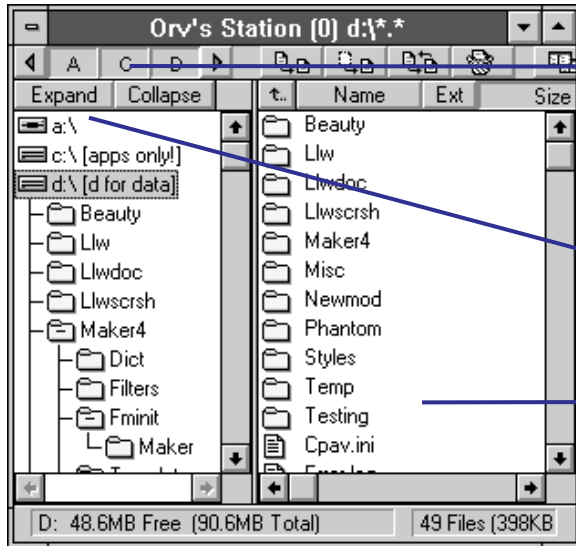 Orv's Station (0) d:\*.*
A C D
Expand Collapse
t.. Name Ext Size
a:\
c:\ [apps only!]
d:\ [d for data]
Beauty
Llw
Llwdoc
Llwscrsh
Maker4
Dict
Filters
Fminit
Maker
Beauty
Llw
Llwdoc
Llwscrsh
Maker4
Misc
Newmod
Phantom
Styles
Temp
Testing
Cpav.ini
D: 48.6MB Free (90.6MB Total)
49 Files (398KB